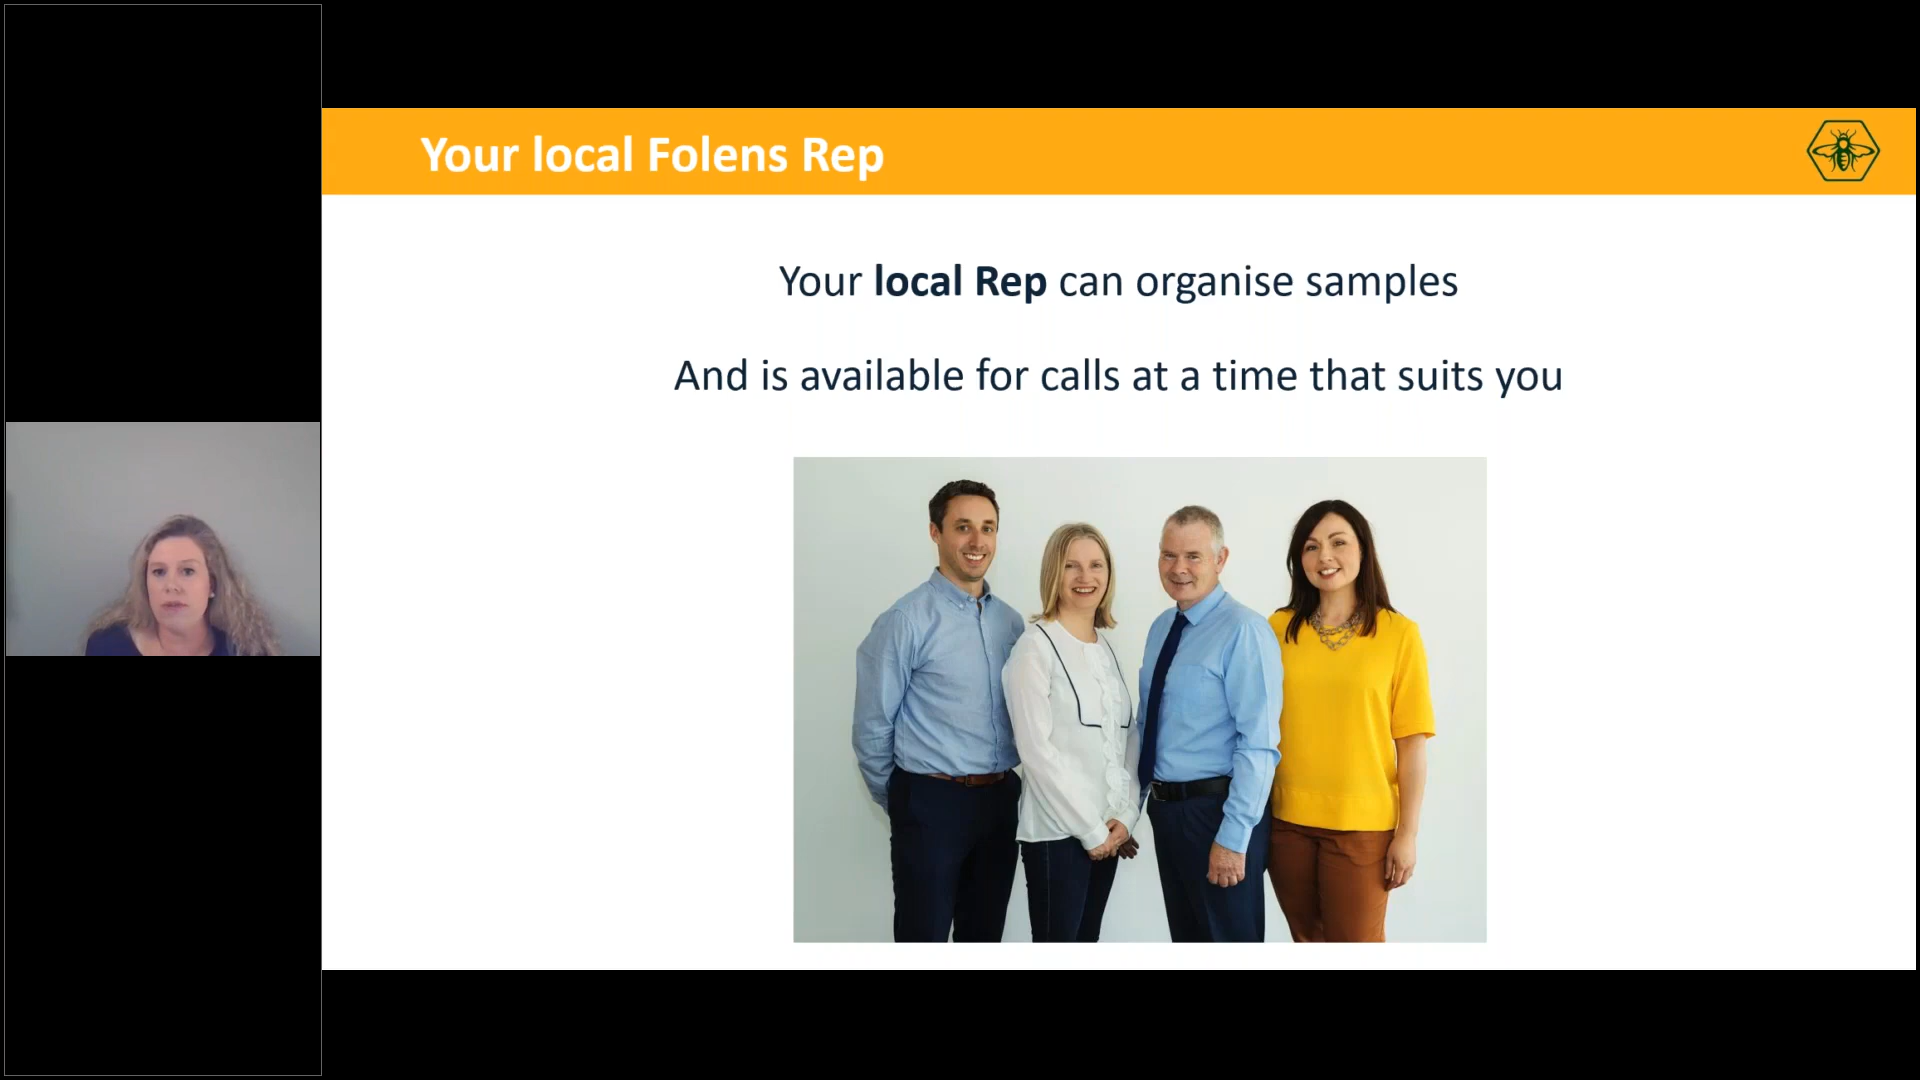 Your local Folens Rep
Your local Rep can organise samples
And is available for calls at a time that suits you